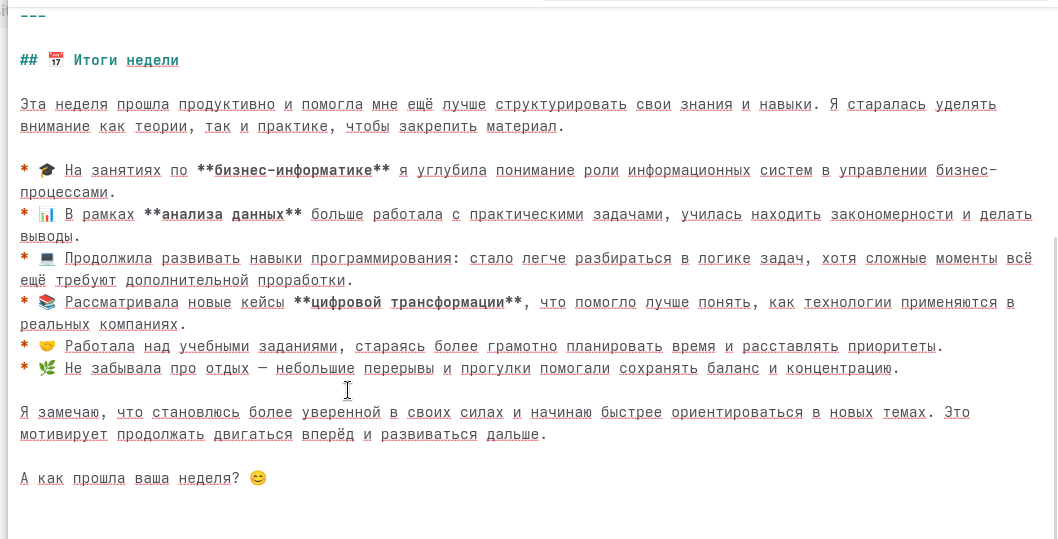 ---
## 📅 Итоги недели
Эта неделя прошла продуктивно и помогла мне ещё лучше структурировать свои знания и навыки. Я старалась уделять
внимание как теории, так и практике, чтобы закрепить материал.
* 🎓 На занятиях по **бизнес-информатике** я углубила понимание роли информационных систем в управлении бизнес-
процессами.
* 📊 В рамках **анализа данных** больше работала с практическими задачами, училась находить закономерности и делать
выводы.
* 💻 Продолжила развивать навыки программирования: стало легче разбираться в логике задач, хотя сложные моменты всё
ещё требуют дополнительной проработки.
* 📚 Рассматривала новые кейсы **цифровой трансформации**, что помогло лучше понять, как технологии применяются в
реальных компаниях.
* 🤝 Работала над учебными заданиями, стараясь более грамотно планировать время и расставлять приоритеты.
* 🌿 Не забывала про отдых — небольшие перерывы и прогулки помогали сохранять баланс и концентрацию.
Я замечаю, что становлюсь более уверенной в своих силах и начинаю быстрее ориентироваться в новых темах. Это
мотивирует продолжать двигаться вперёд и развиваться дальше.
А как прошла ваша неделя? 😊